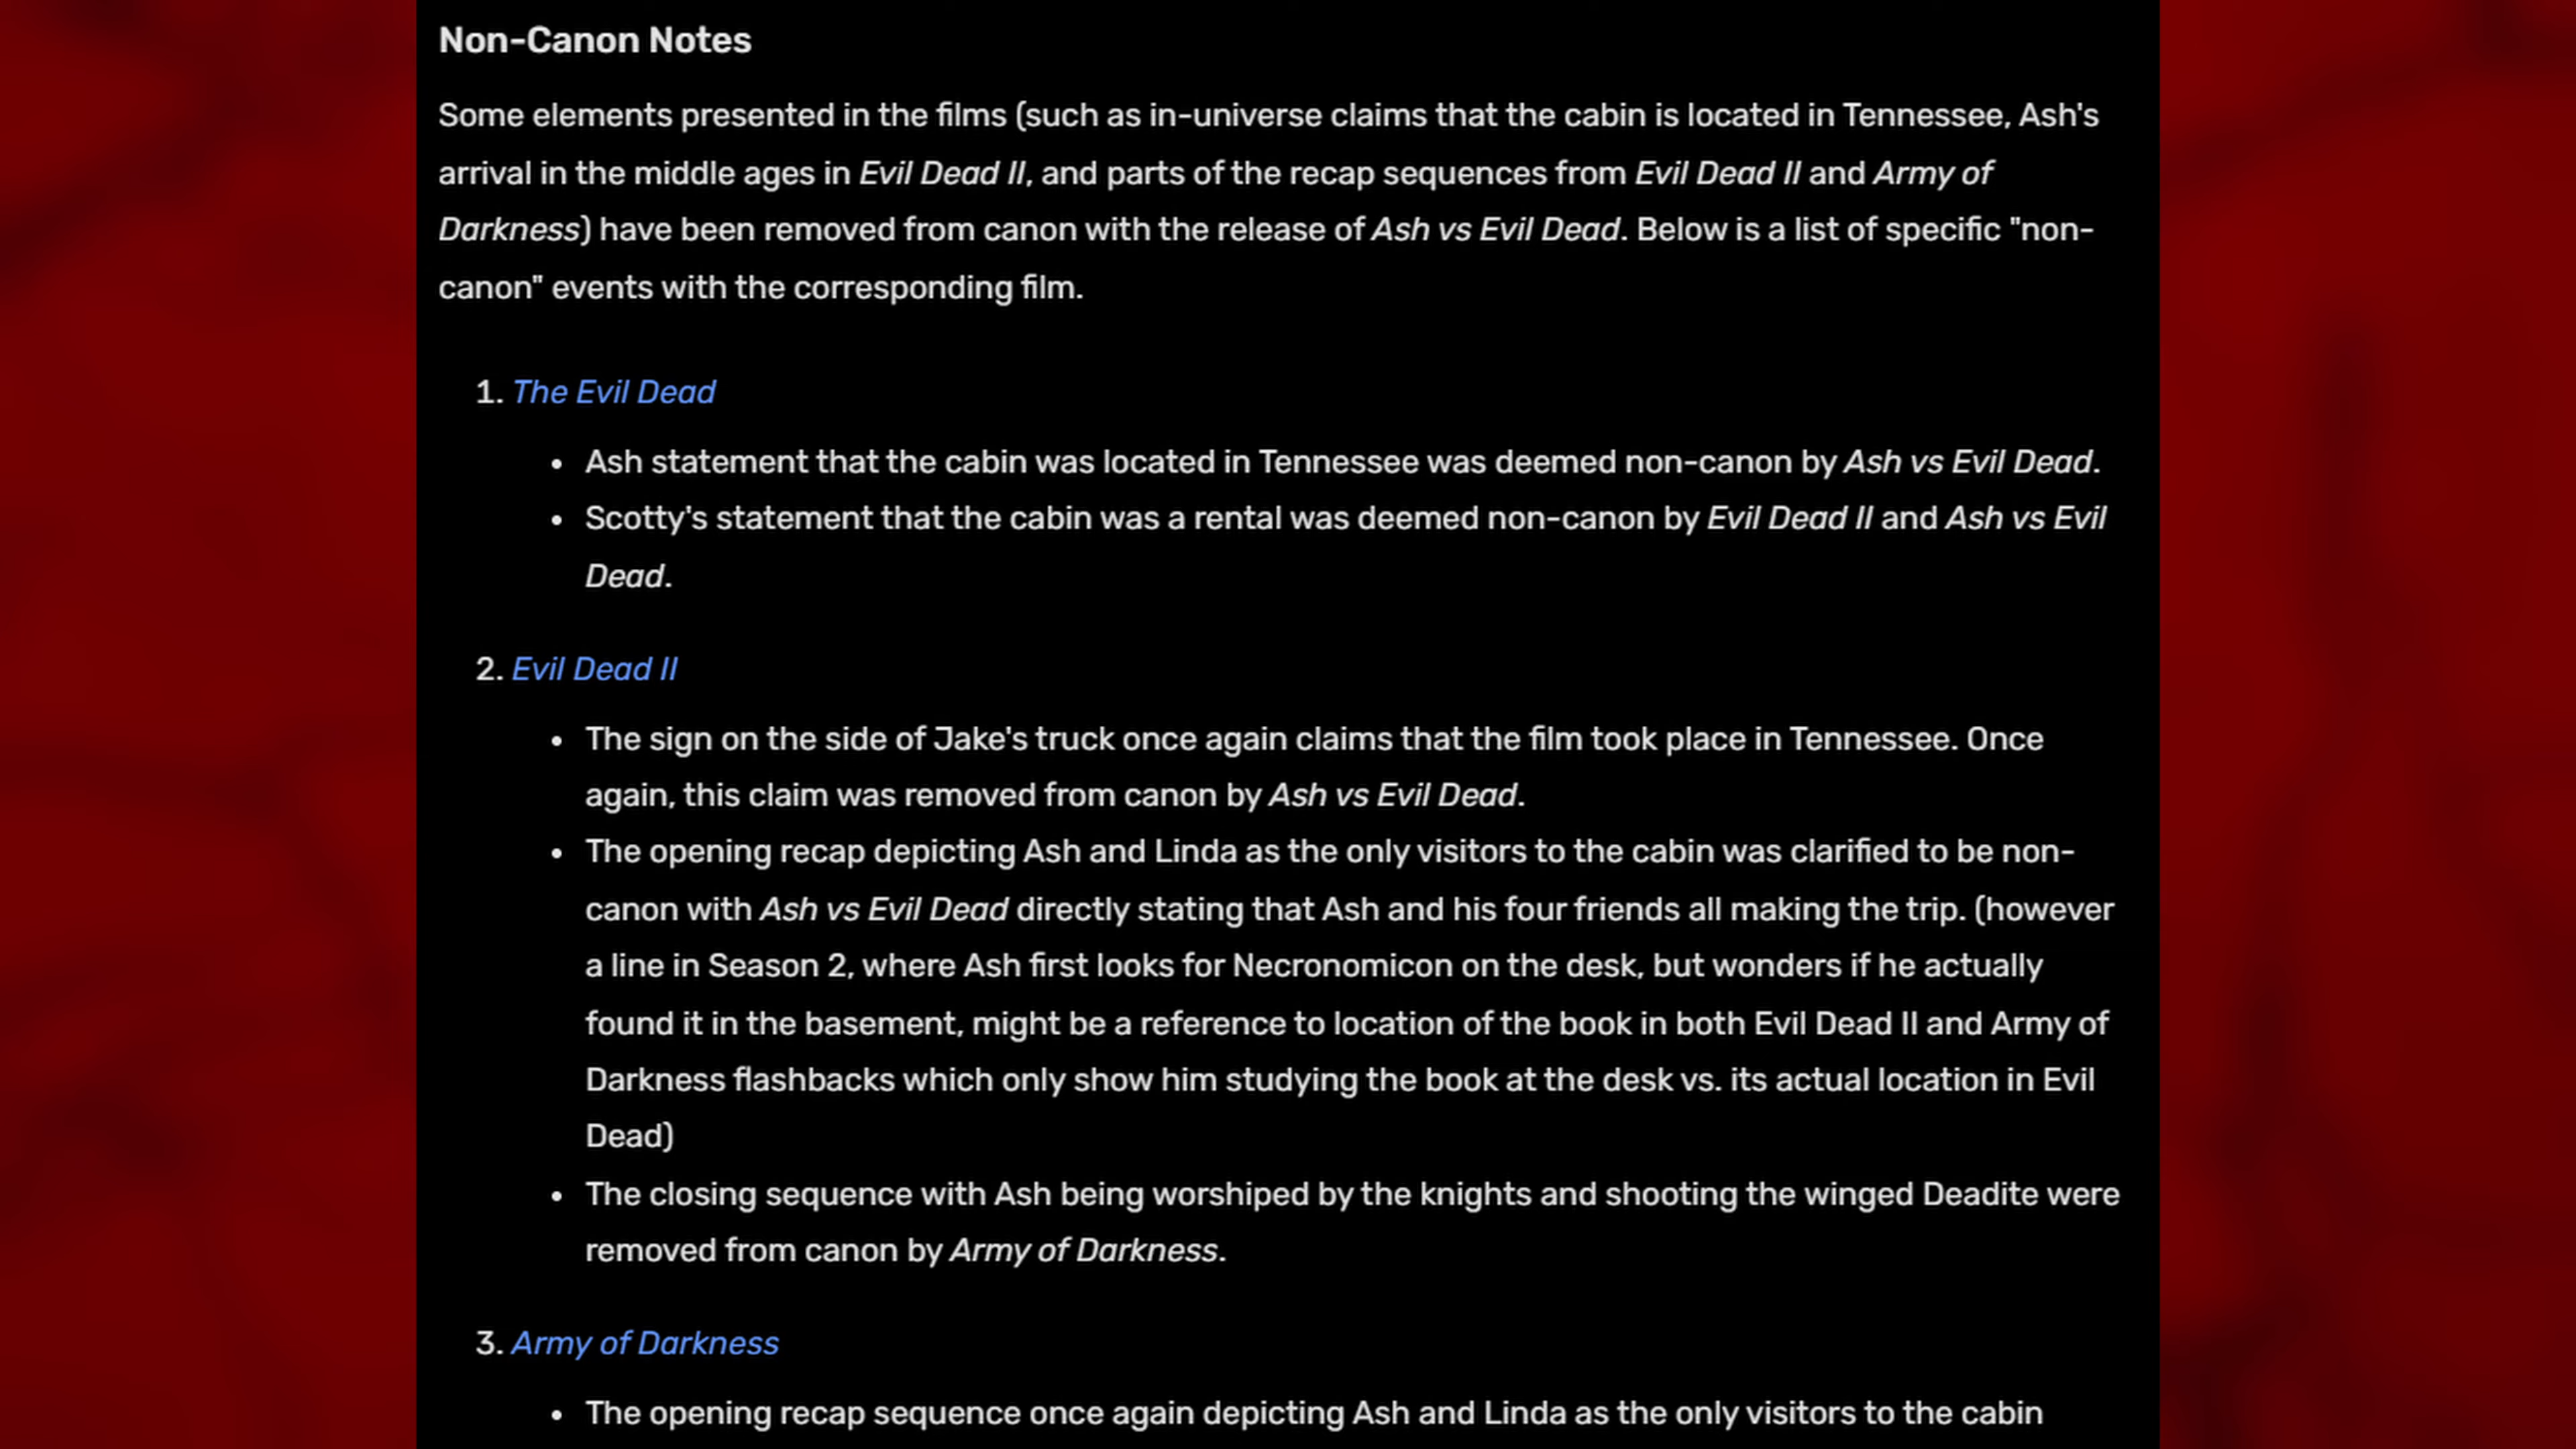 Non-Canon Notes
Some elements presented in the films (such as in-universe claims that the cabin is located in Tennessee, Ash's
arrival in the middle ages in Evil Dead II, and parts of the recap sequences from Evil Dead II and Army of
Darkness) have been removed from canon with the release of Ash vs Evil Dead. Below is a list of specific "non-
canon" events with the corresponding film.
1. The Evil Dead
• Ash statement that the cabin was located in Tennessee was deemed non-canon by Ash vs Evil Dead.
• Scotty's statement that the cabin was a rental was deemed non-canon by Evil Dead II and Ash vs Evil
Dead.
2. Evil Dead II
• The sign on the side of Jake's truck once again claims that the film took place in Tennessee. Once
again, this claim was removed from canon by Ash vs Evil Dead.
• The opening recap depicting Ash and Linda as the only visitors to the cabin was clarified to be non-
canon with Ash vs Evil Dead directly stating that Ash and his four friends all making the trip. (however
a line in Season 2, where Ash first looks for Necronomicon on the desk, but wonders if he actually
found it in the basement, might be a reference to location of the book in both Evil Dead II and Army of
Darkness flashbacks which only show him studying the book at the desk vs. its actual location in Evil
Dead)
• The closing sequence with Ash being worshiped by the knights and shooting the winged Deadite were
removed from canon by Army of Darkness.
3. Army of Darkness
• The opening recap sequence once again depicting Ash and Linda as the only visitors to the cabin